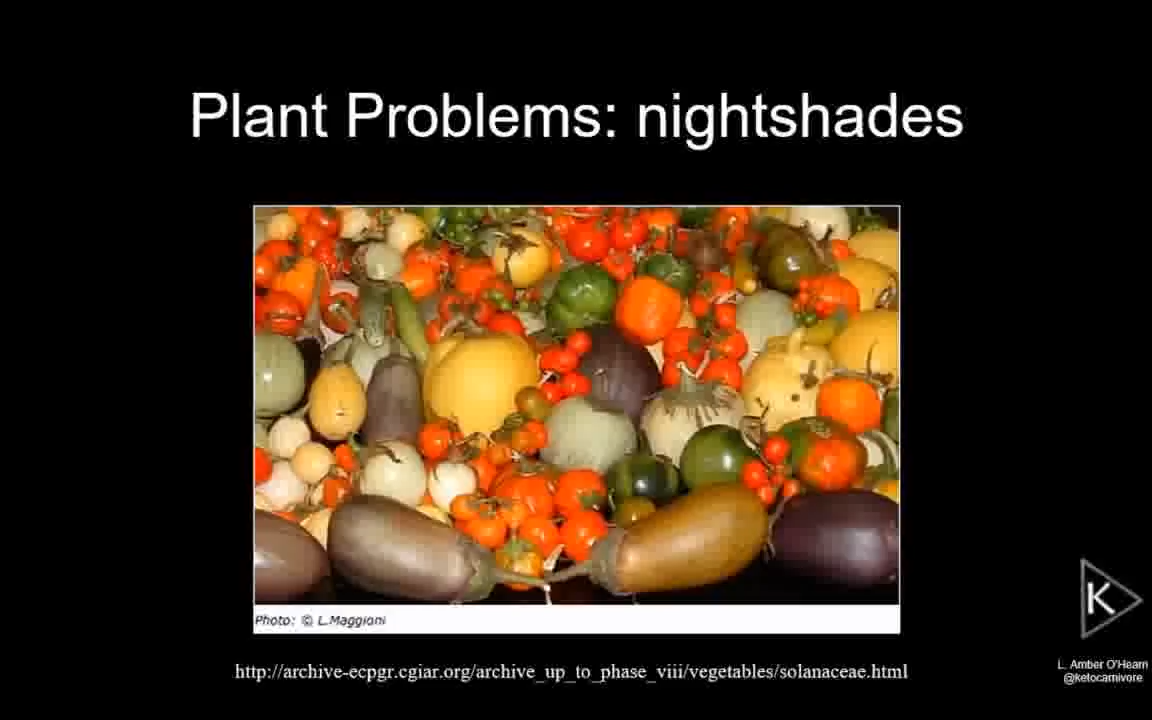 Plant Problems: nightshades
Photo: © L.Maggioni
http://archive-ecpgr.cgiar.org/archive_up_to_phase_viii/vegetables/solanaceae.html
K
L. Amber O'Hearn
@ketocarnivore